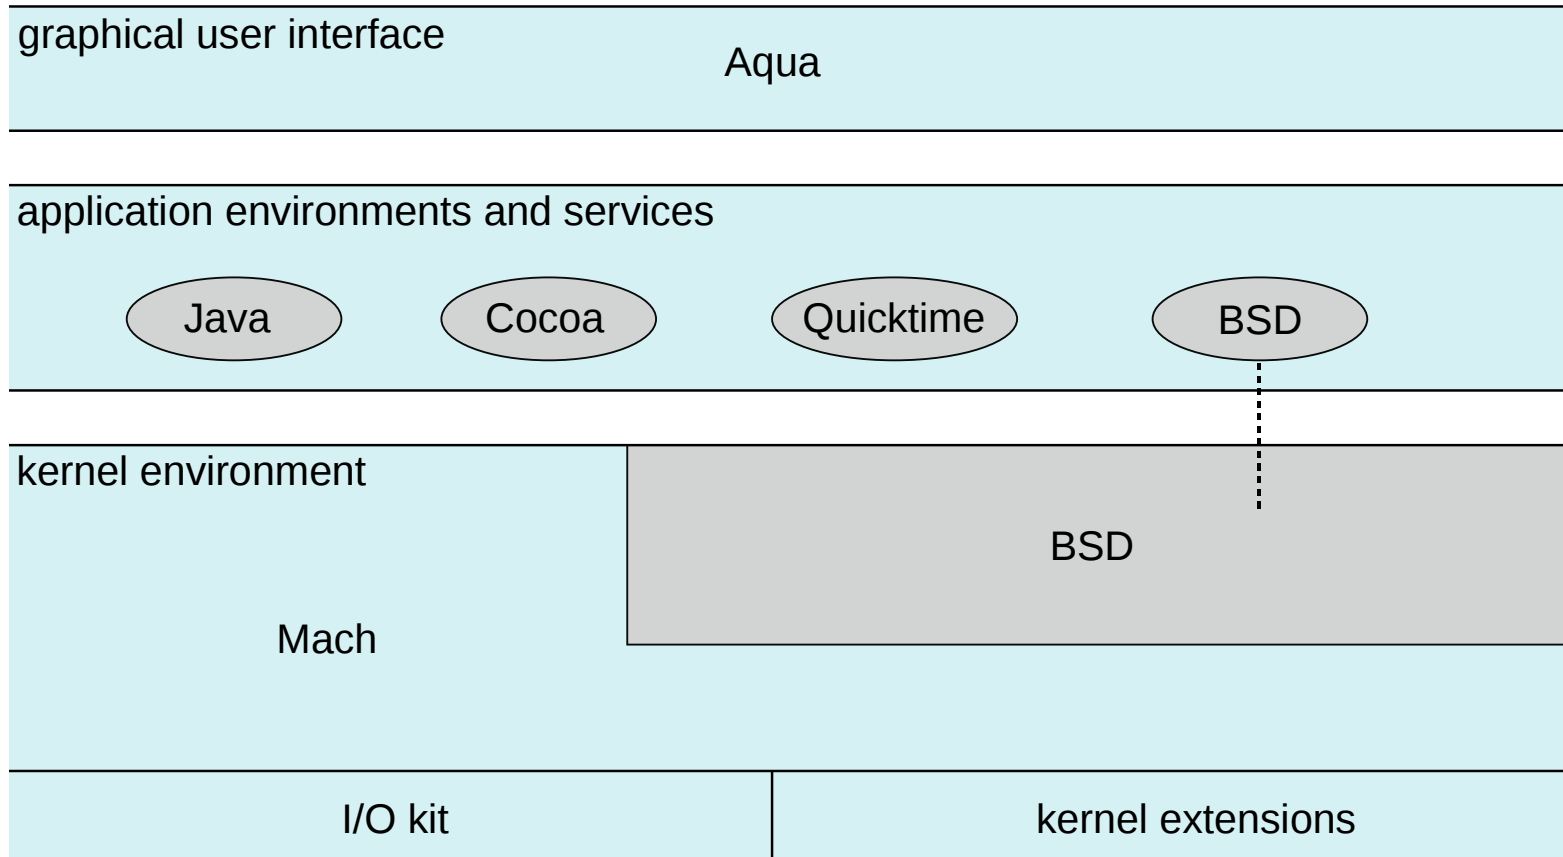 graphical user interface
Aqua
application environments and services
Java
Cocoa
Quicktime
BSD
kernel environment
BSD
Mach
I/O kit
kernel extensions